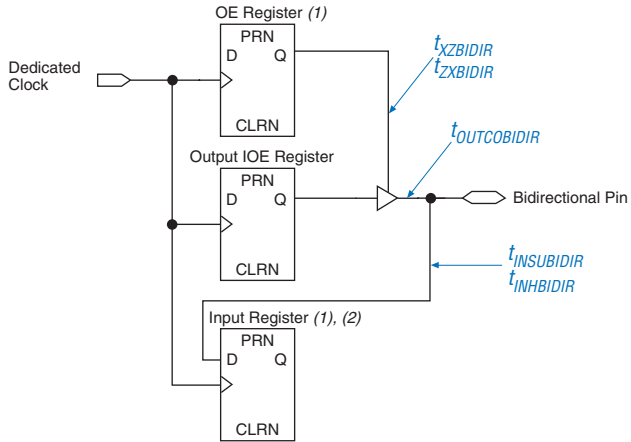 OE Register (1)
PRN
D Q
CLRN
Dedicated
Clock
tXZBIDIR
tZXBIDIR
tOUTCOBIDIR
Output IOE Register
PRN
D Q
CLRN
Bidirectional Pin
tINSUBIDIR
tINHBIDIR
Input Register (1), (2)
PRN
D Q
CLRN